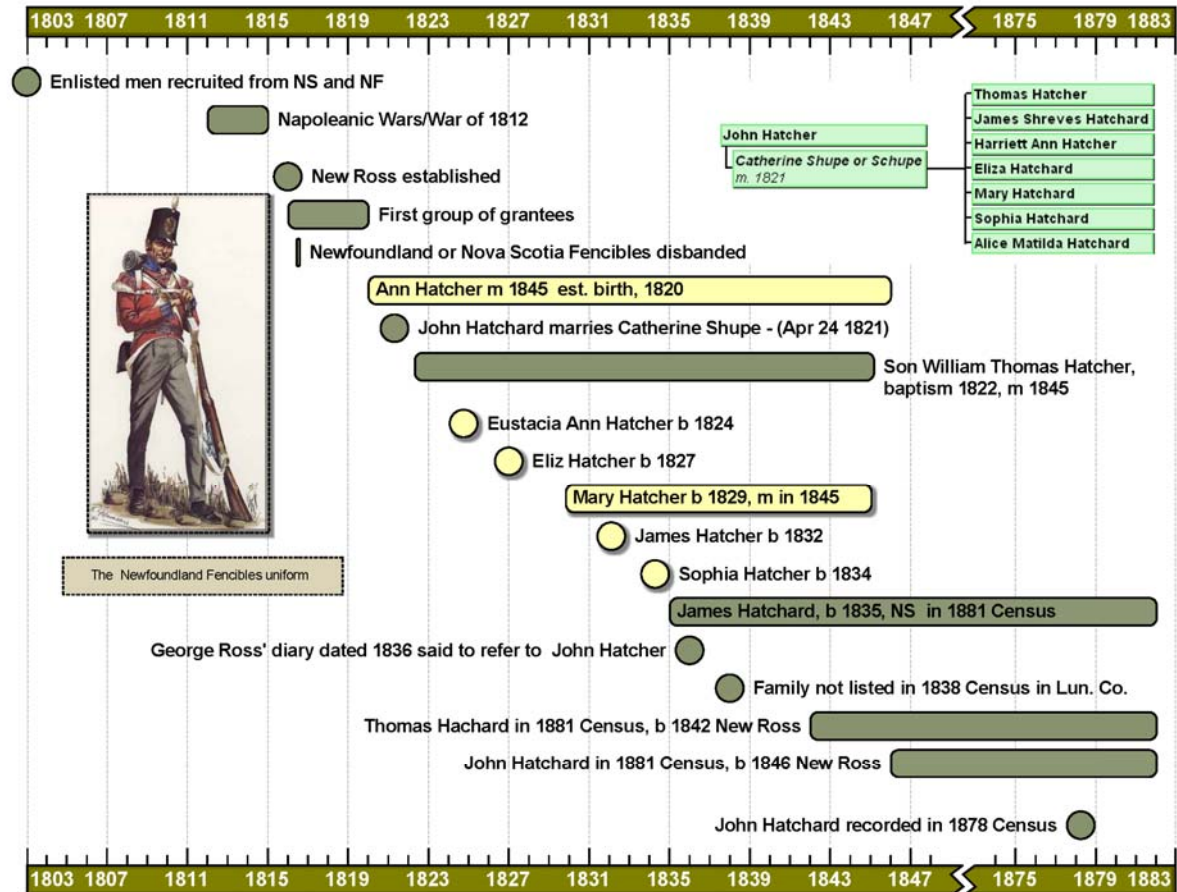 1803 1807 1811 1815 1819 1823 1827 1831 1835 1839 1843 1847 1875 1879 1883
Enlisted men recruited from NS and NF
Napoleanic Wars/War of 1812
New Ross established
First group of grantees
Newfoundland or Nova Scotia Fencibles disbanded
John Hatcher
Catherine Shupe or Schupe
m. 1821
Thomas Hatcher
James Shreves Hatchard
Harriett Ann Hatcher
Eliza Hatchard
Mary Hatchard
Sophia Hatchard
Alice Matilda Hatchard
Ann Hatcher m 1845 est. birth, 1820
John Hatchard marries Catherine Shupe - (Apr 24 1821)
Son William Thomas Hatcher,
baptism 1822, m 1845
Eustacia Ann Hatcher b 1824
Eliz Hatcher b 1827
Mary Hatcher b 1829, m in 1845
James Hatcher b 1832
The Newfoundland Fencibles uniform
Sophia Hatcher b 1834
James Hatchard, b 1835, NS in 1881 Census
George Ross' diary dated 1836 said to refer to John Hatcher
Family not listed in 1838 Census in Lun. Co.
Thomas Hachard in 1881 Census, b 1842 New Ross
John Hatchard in 1881 Census, b 1846 New Ross
John Hatchard recorded in 1878 Census
1803 1807 1811 1815 1819 1823 1827 1831 1835 1839 1843 1847 1875 1879 1883